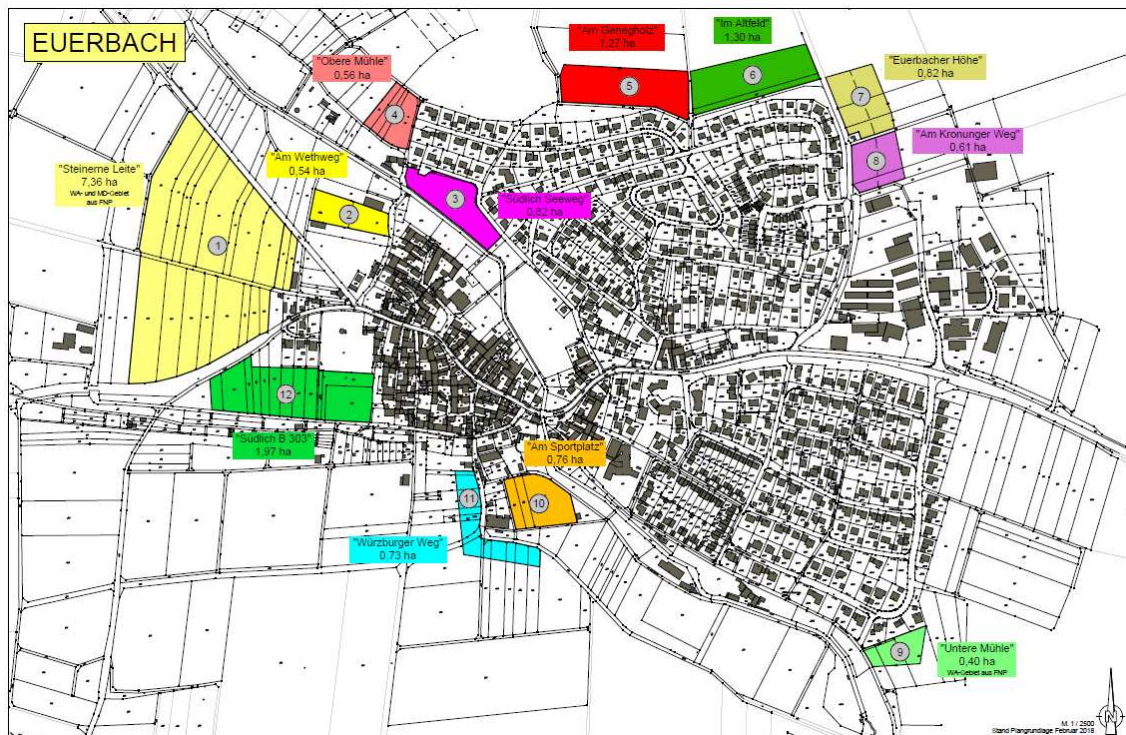 EUERBACH
"Obere Mühle"
0,56 ha
"Am Gehegholz"
1,27 ha
"Im Altfeld"
1,30 ha
"Euerbacher Höhe"
0,82 ha
"Am Kronunger Weg"
0,61 ha
"Am Wethweg"
0,54 ha
"Steinerne Leite"
7,36 ha
WA- und MD-Gebiet
aus FNP
"Südlich Seeweg"
0,82 ha
4
5
6
7
8
3
2
1
12
"Südlich B 303"
1,97 ha
"Am Sportplatz"
0,76 ha
11
10
"Würzburger Weg"
0,73 ha
9
"Untere Mühle"
0,40 ha
WA-Gebiet aus FNP
N
M. 1 / 2500
Stand Plangrundlage Februar 2018